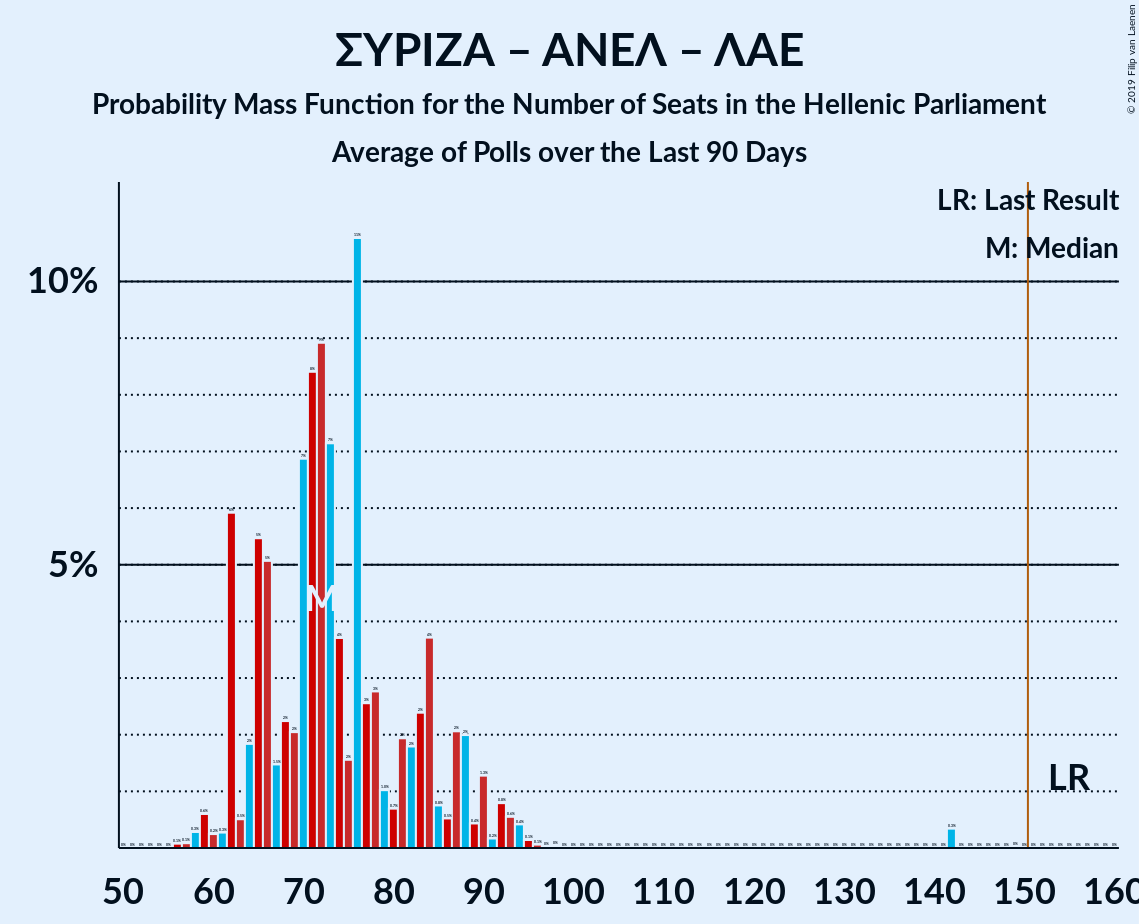 ΣΥΡΙΖΑ – ΑΝΕΛ – ΛΑΕ
Probability Mass Function for the Number of Seats in the Hellenic Parliament
Average of Polls over the Last 90 Days
© 2019 Filip van Laenen
LR: Last Result
M: Median
10%
5%
M
LR
50 60 70 80 90 100 110 120 130 140 150 160